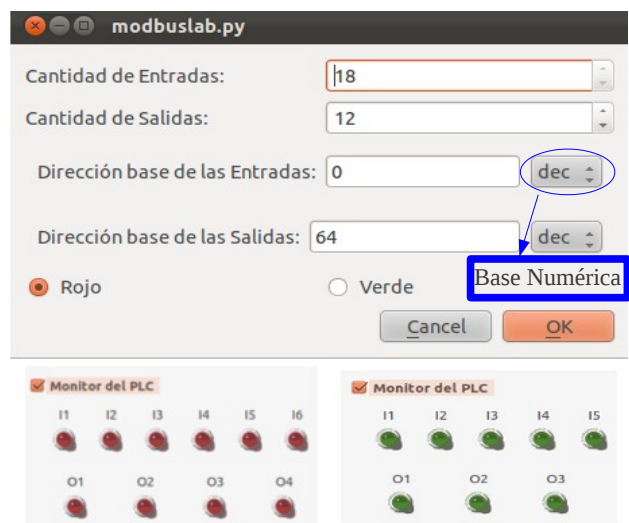 modbuslab.py
Cantidad de Entradas: 18
Cantidad de Salidas: 12
Dirección base de las Entradas: 0 dec
Dirección base de las Salidas: 64 dec
Base Numérica
Rojo Verde
Cancel OK
Monitor del PLC
I1 I2 I3 I4 I5 I6
O1 O2 O3 O4
Monitor del PLC
I1 I2 I3 I4 I5
O1 O2 O3